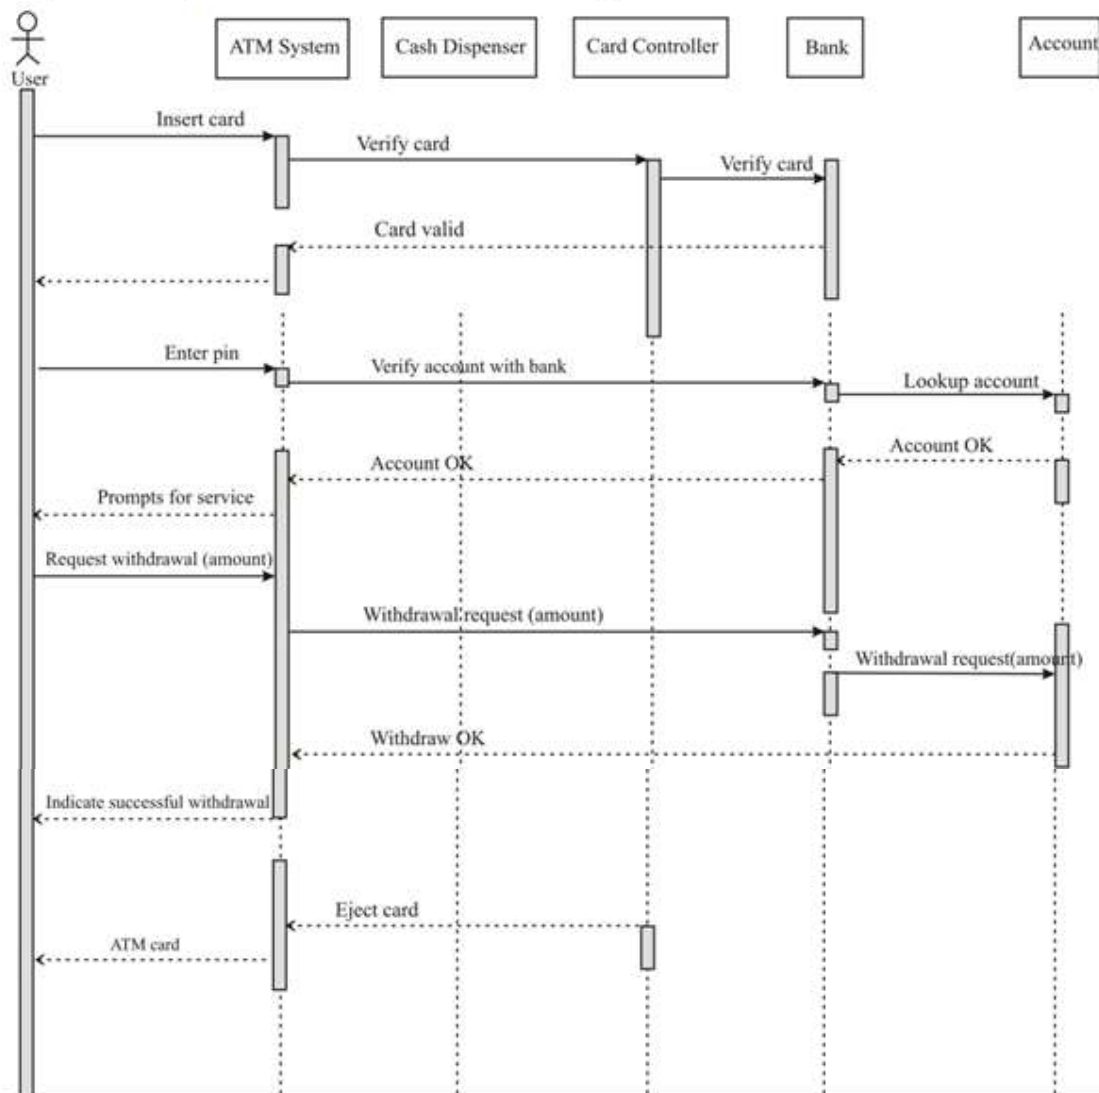 User
ATM System
Cash Dispenser
Card Controller
Bank
Account
Insert card
Verify card
Verify card
Card valid
Enter pin
Verify account with bank
Lookup account
Account OK
Account OK
Prompts for service
Request withdrawal (amount)
Withdrawal request (amount)
Withdrawal request(amount)
Withdraw OK
Indicate successful withdrawal
Eject card
ATM card